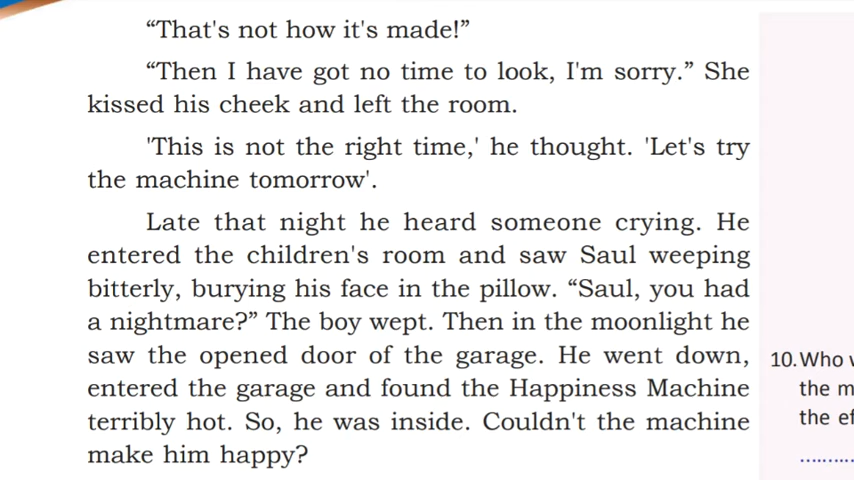 “That's not how it's made!”
“Then I have got no time to look, I'm sorry.” She
kissed his cheek and left the room.
'This is not the right time,' he thought. 'Let's try
the machine tomorrow'.
Late that night he heard someone crying. He
entered the children's room and saw Saul weeping
bitterly, burying his face in the pillow. “Saul, you had
a nightmare?” The boy wept. Then in the moonlight he
saw the opened door of the garage. He went down,
entered the garage and found the Happiness Machine
terribly hot. So, he was inside. Couldn't the machine
make him happy?
10. Who
the
the
..........